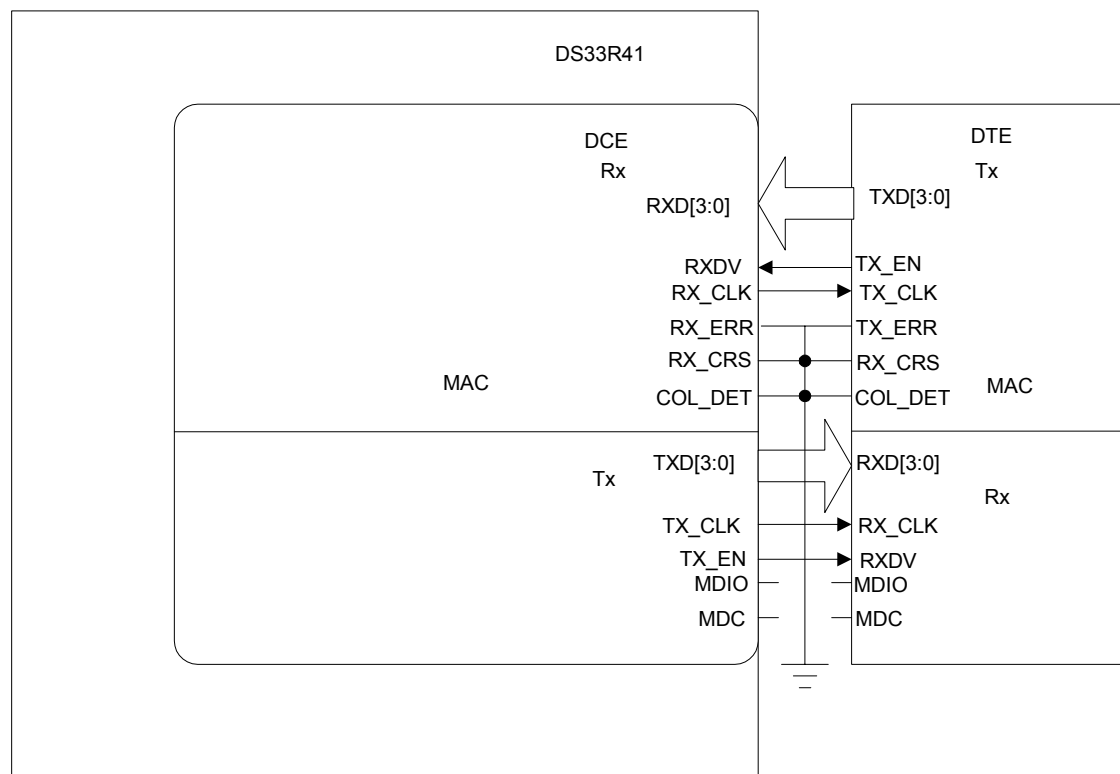 DS33R41
DCE
Rx
RXD[3:0]
RXDV
RX_CLK
RX_ERR
RX_CRS
MAC
COL_DET
Tx
TXD[3:0]
TX_CLK
TX_EN
MDIO
MDC
DTE
Tx
TXD[3:0]
TX_EN
TX_CLK
TX_ERR
RX_CRS
MAC
COL_DET
RXD[3:0]
Rx
RX_CLK
RXDV
MDIO
MDC